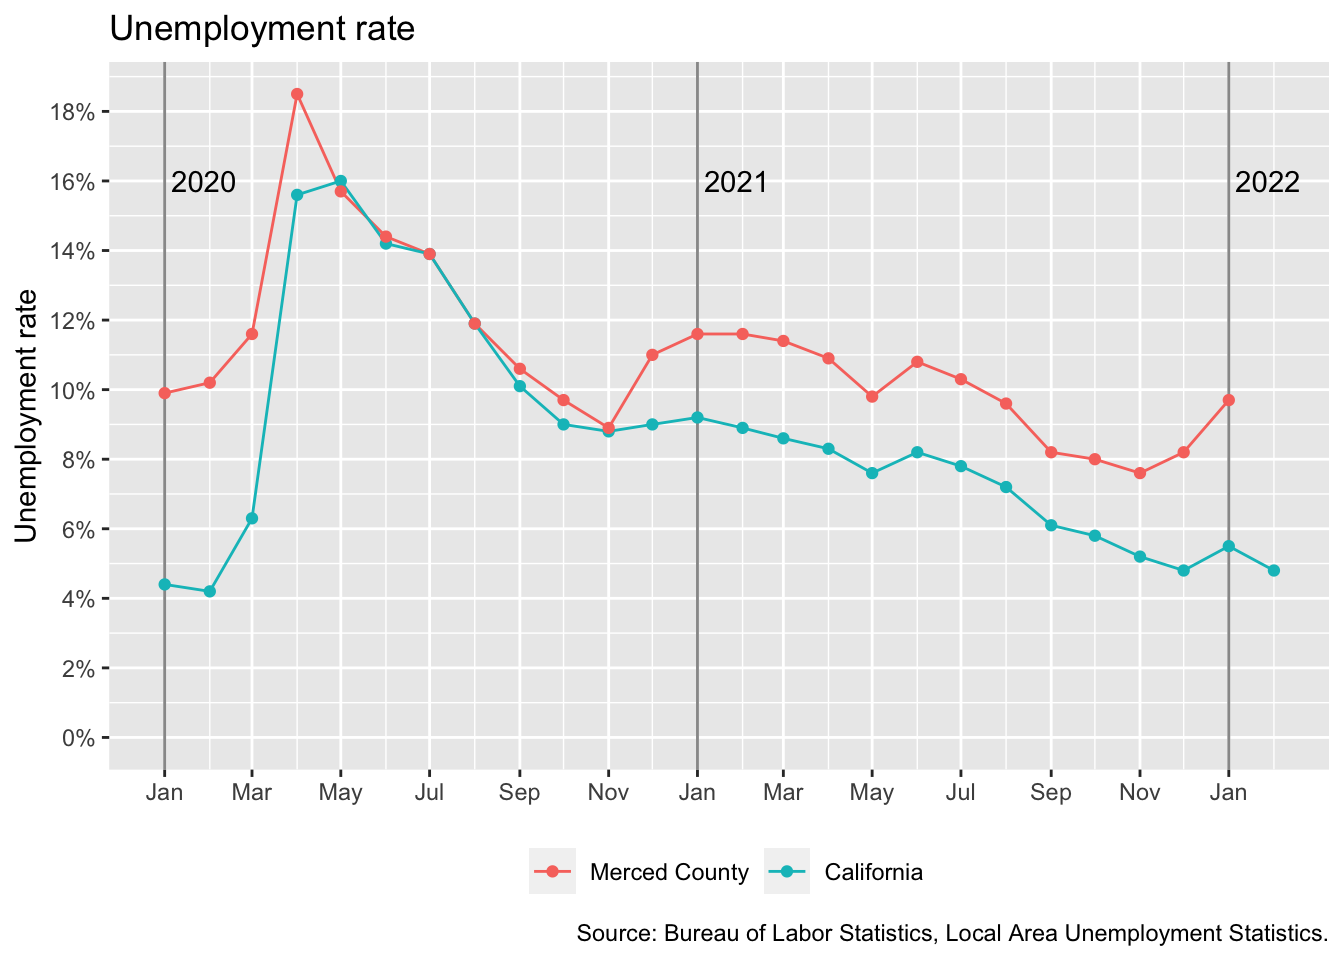 Unemployment rate
18%
16%
14%
12%
10%
8%
6%
4%
2%
0%
Unemployment rate
2020
2021
2022
Jan Mar May Jul Sep Nov Jan Mar May Jul Sep Nov Jan
Merced County California
Source: Bureau of Labor Statistics, Local Area Unemployment Statistics.